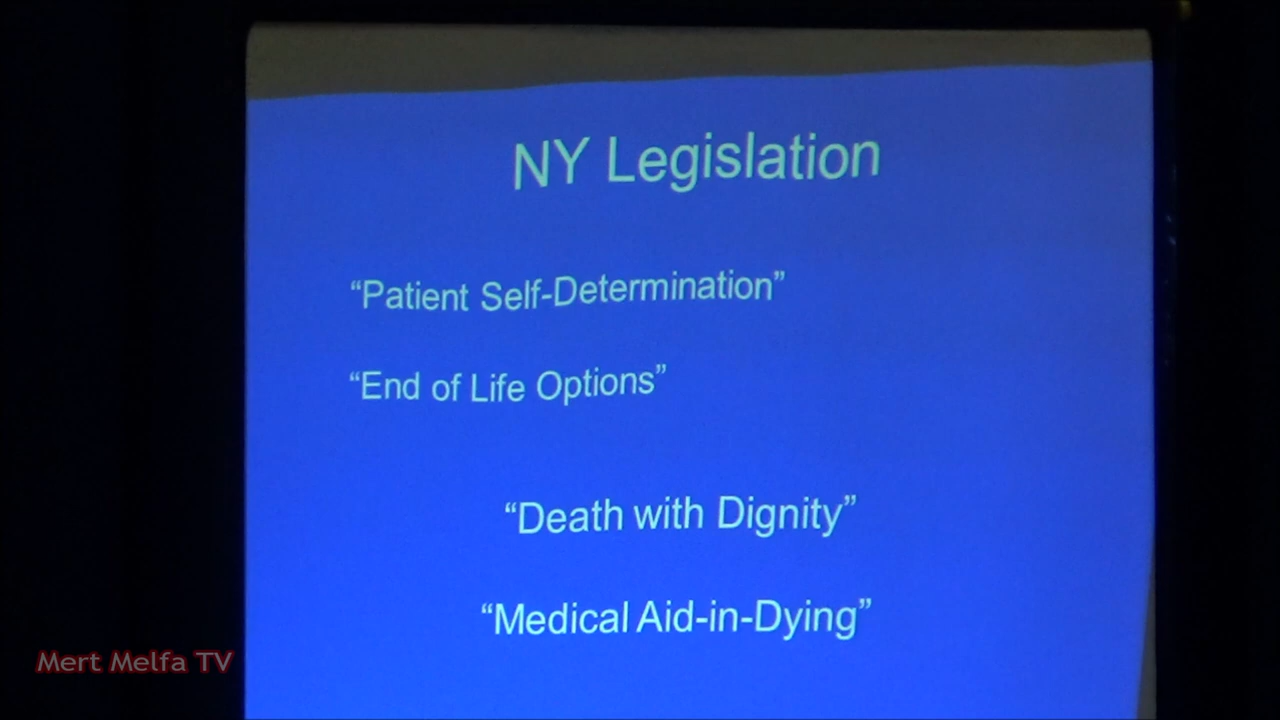 NY Legislation
“Patient Self-Determination”
“End of Life Options”
“Death with Dignity”
“Medical Aid-in-Dying”
Mert Melfa TV